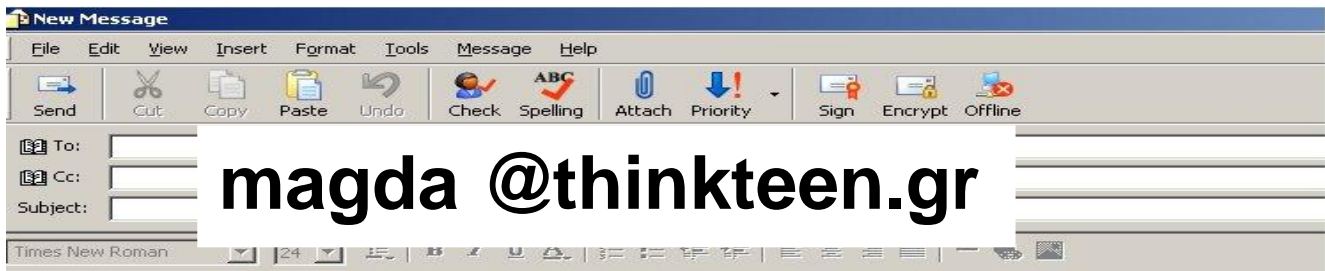 New Message
File Edit View Insert Format Tools Message Help
Send Cut Copy Paste Undo Check ABC Spelling Attach Priority Sign Encrypt Offline
To:
Cc:
Subject:
magda @thinkteen.gr
Times New Roman 24 B I U A